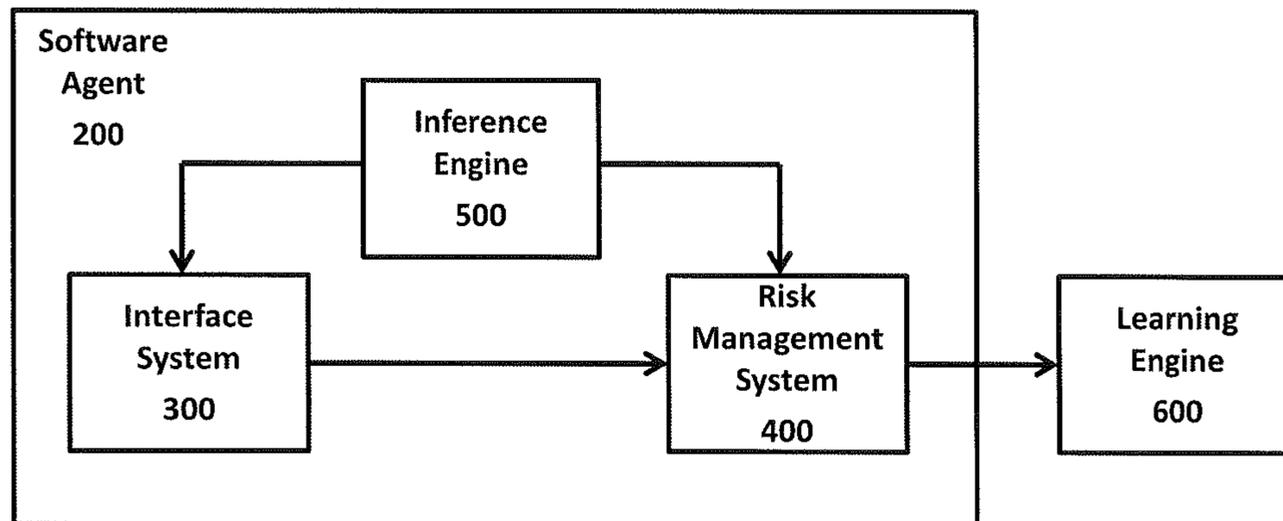 Software
Agent
200
Inference
Engine
500
Interface
System
300
Risk
Management
System
400
Learning
Engine
600